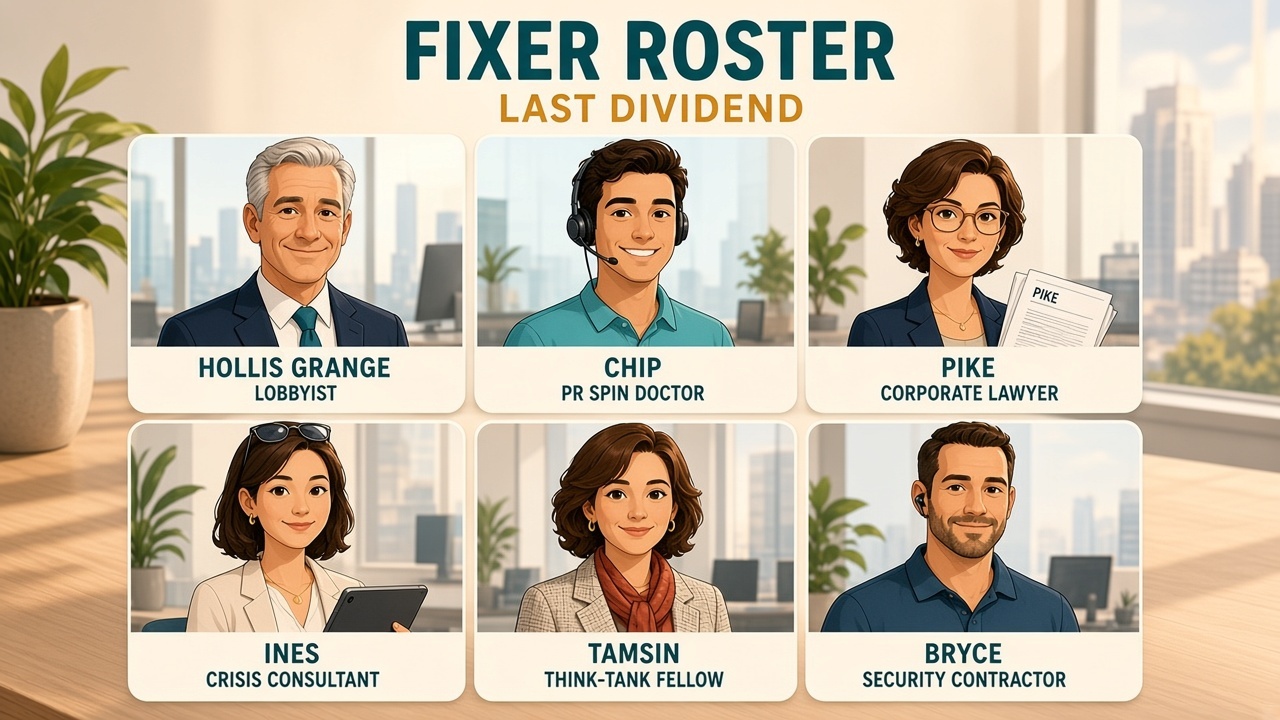 FIXER ROSTER
LAST DIVIDEND
HOLLIS GRANGE
LOBBYIST
CHIP
PR SPIN DOCTOR
PIKE
PIKE
CORPORATE LAWYER
INES
CRISIS CONSULTANT
TAMSIN
THINK-TANK FELLOW
BRYCE
SECURITY CONTRACTOR